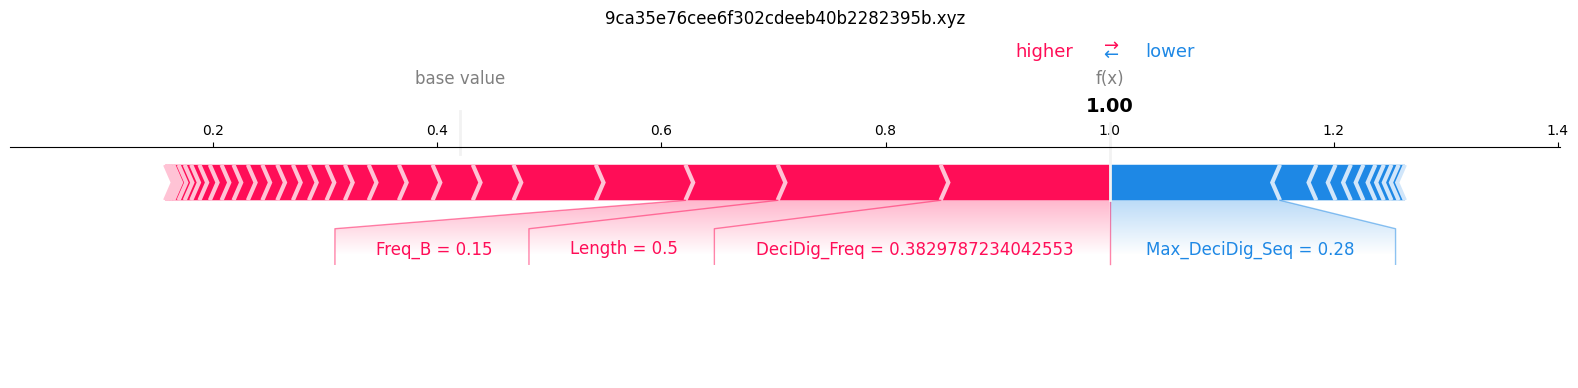 9ca35e76cee6f302cdeeb40b2282395b.xyz
higher ⇄ lower
base value f(x)
1.00
0.2 0.4 0.6 0.8 1.0 1.2 1.4
Freq_B = 0.15 Length = 0.5 DeciDig_Freq = 0.3829787234042553 Max_DeciDig_Seq = 0.28